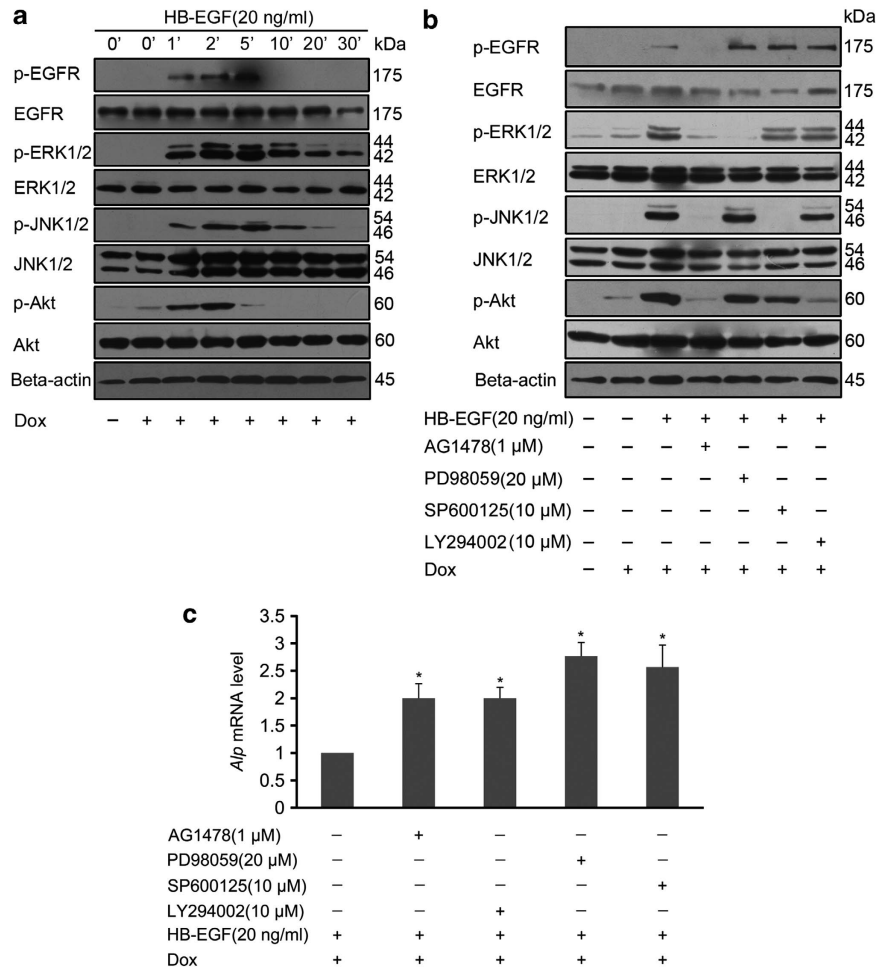 a
HB-EGF(20 ng/ml)
0' 0' 1' 2' 5' 10' 20' 30' kDa
p-EGFR 175
EGFR 175
p-ERK1/2 44 42
ERK1/2 44 42
p-JNK1/2 54 46
JNK1/2 54 46
p-Akt 60
Akt 60
Beta-actin 45
Dox − + + + + + + +
b
kDa
p-EGFR 175
EGFR 175
p-ERK1/2 44 42
ERK1/2 44 42
p-JNK1/2 54 46
JNK1/2 54 46
p-Akt 60
Akt 60
Beta-actin 45
HB-EGF(20 ng/ml) − − + + + + +
AG1478(1 µM) − − − + − − −
PD98059(20 µM) − − − − + − −
SP600125(10 µM) − − − − − + −
LY294002(10 µM) − − − − − − +
Dox − + + + + + +
c
Alp mRNA level
3.5
3
2.5
2
1.5
1
0.5
0
* * * *
AG1478(1 µM) − + − − −
PD98059(20 µM) − − − + −
SP600125(10 µM) − − − − +
LY294002(10 µM) − − + − −
HB-EGF(20 ng/ml) + + + + +
Dox + + + + +